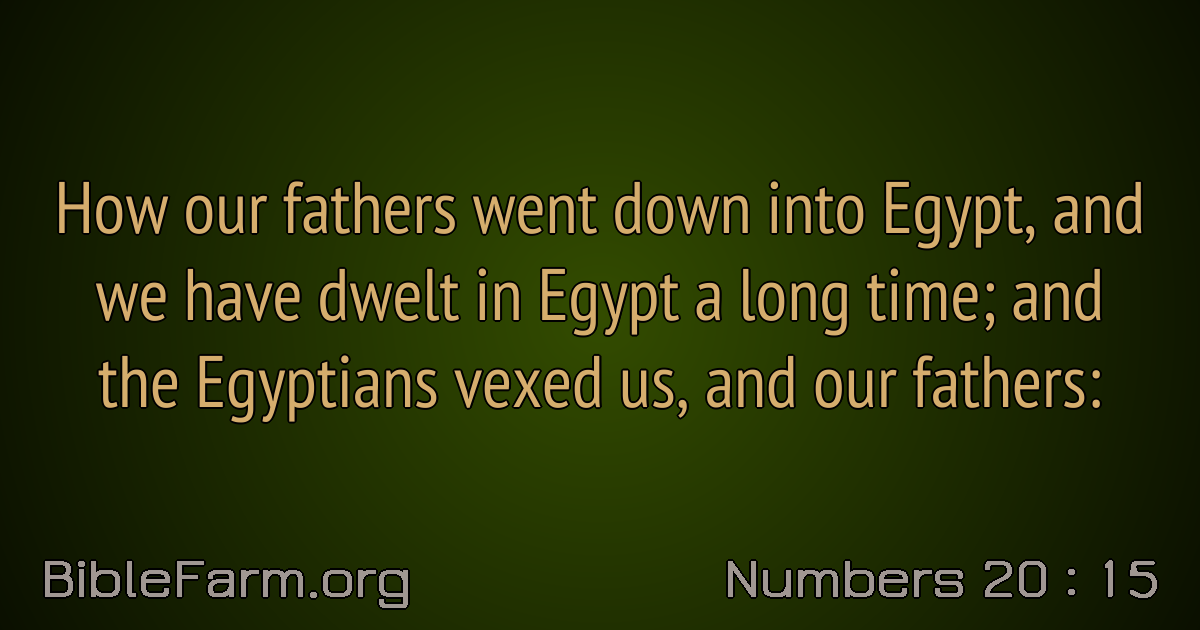 How our fathers went down into Egypt, and
we have dwelt in Egypt a long time; and
the Egyptians vexed us, and our fathers:
BibleFarm.org
Numbers 20 : 15